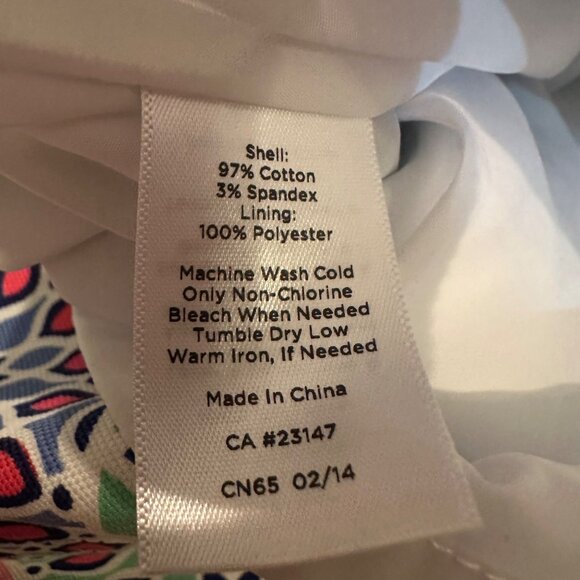 Shell:
97% Cotton
3% Spandex
Lining:
100% Polyester
Machine Wash Cold
Only Non-Chlorine
Bleach When Needed
Tumble Dry Low
Warm Iron, If Needed
Made In China
CA #23147
CN65 02/14